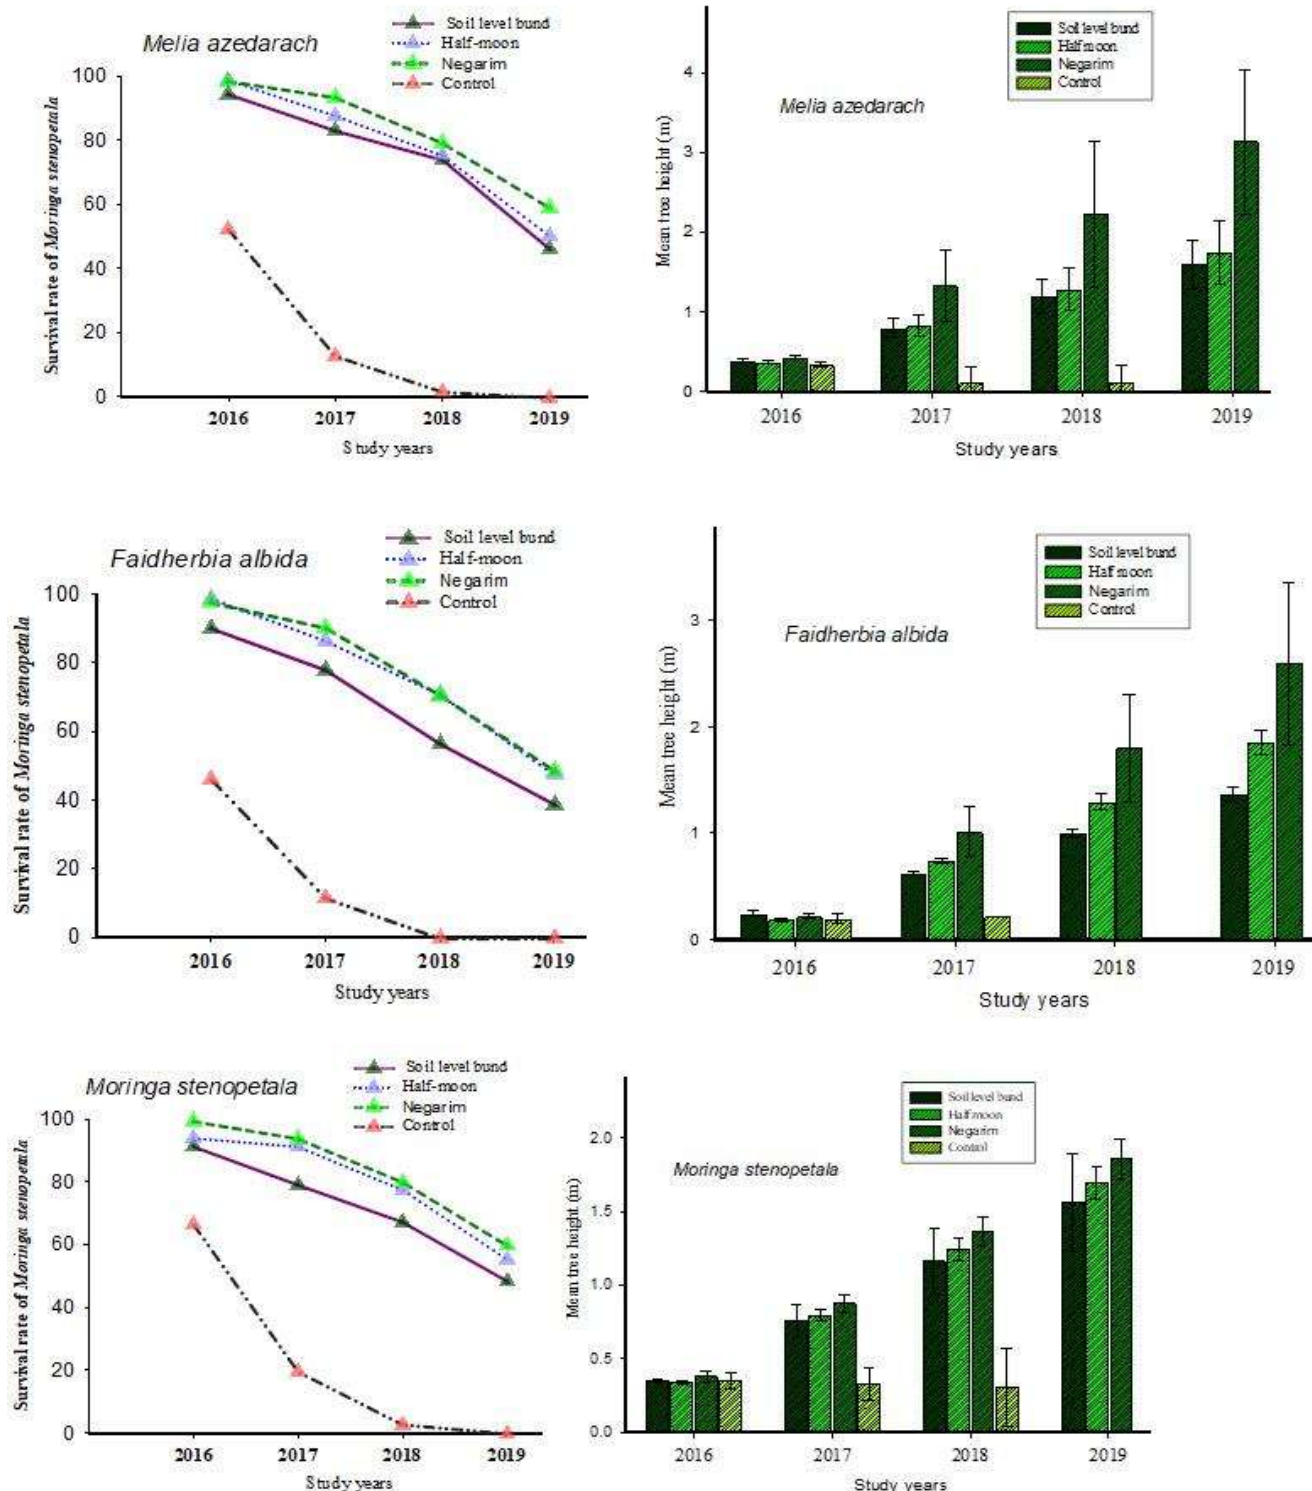 Melia azedarach
Soil level bund
Half-moon
Negarim
Control
Survival rate of Moringa stenopetala
100
80
60
40
20
0
2016 2017 2018 2019
Study years
Soil level bund
Half moon
Negarim
Control
Melia azedarach
Mean tree height (m)
4
3
2
1
0
2016 2017 2018 2019
Study years
Faidherbia albida
Soil level bund
Half-moon
Negarim
Control
Survival rate of Moringa stenopetala
100
80
60
40
20
0
2016 2017 2018 2019
Study years
Soil level bund
Half moon
Negarim
Control
Faidherbia albida
Mean tree height (m)
3
2
1
0
2016 2017 2018 2019
Study years
Moringa stenopetala
Soil level bund
Half-moon
Negarim
Control
Survival rate of Moringa stenopetala
100
80
60
40
20
0
2016 2017 2018 2019
Study years
Soil level bund
Half moon
Negarim
Control
Moringa stenopetala
Mean tree height (m)
2.0
1.5
1.0
0.5
0.0
2016 2017 2018 2019
Study years